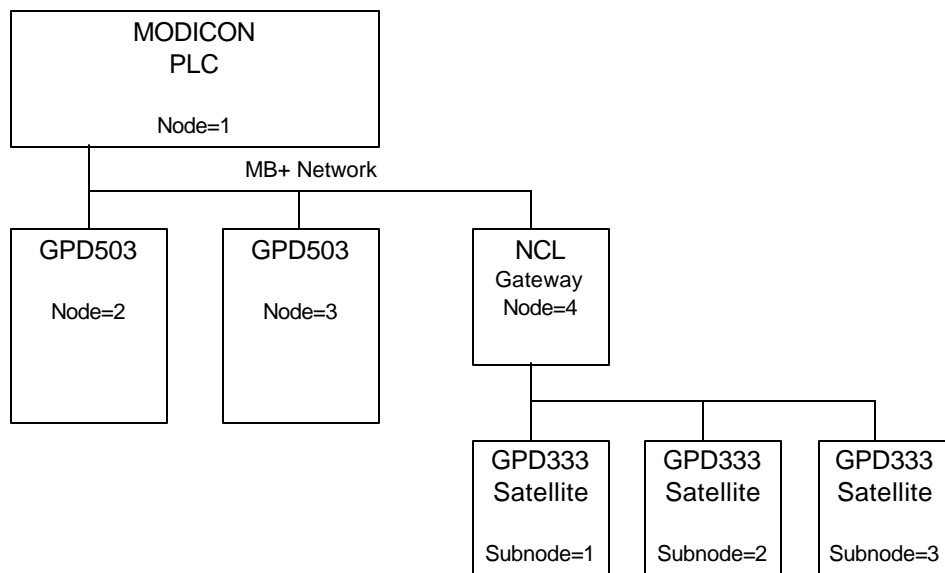 MODICON
PLC
Node=1
MB+ Network
GPD503
Node=2
GPD503
Node=3
NCL
Gateway
Node=4
GPD333
Satellite
Subnode=1
GPD333
Satellite
Subnode=2
GPD333
Satellite
Subnode=3